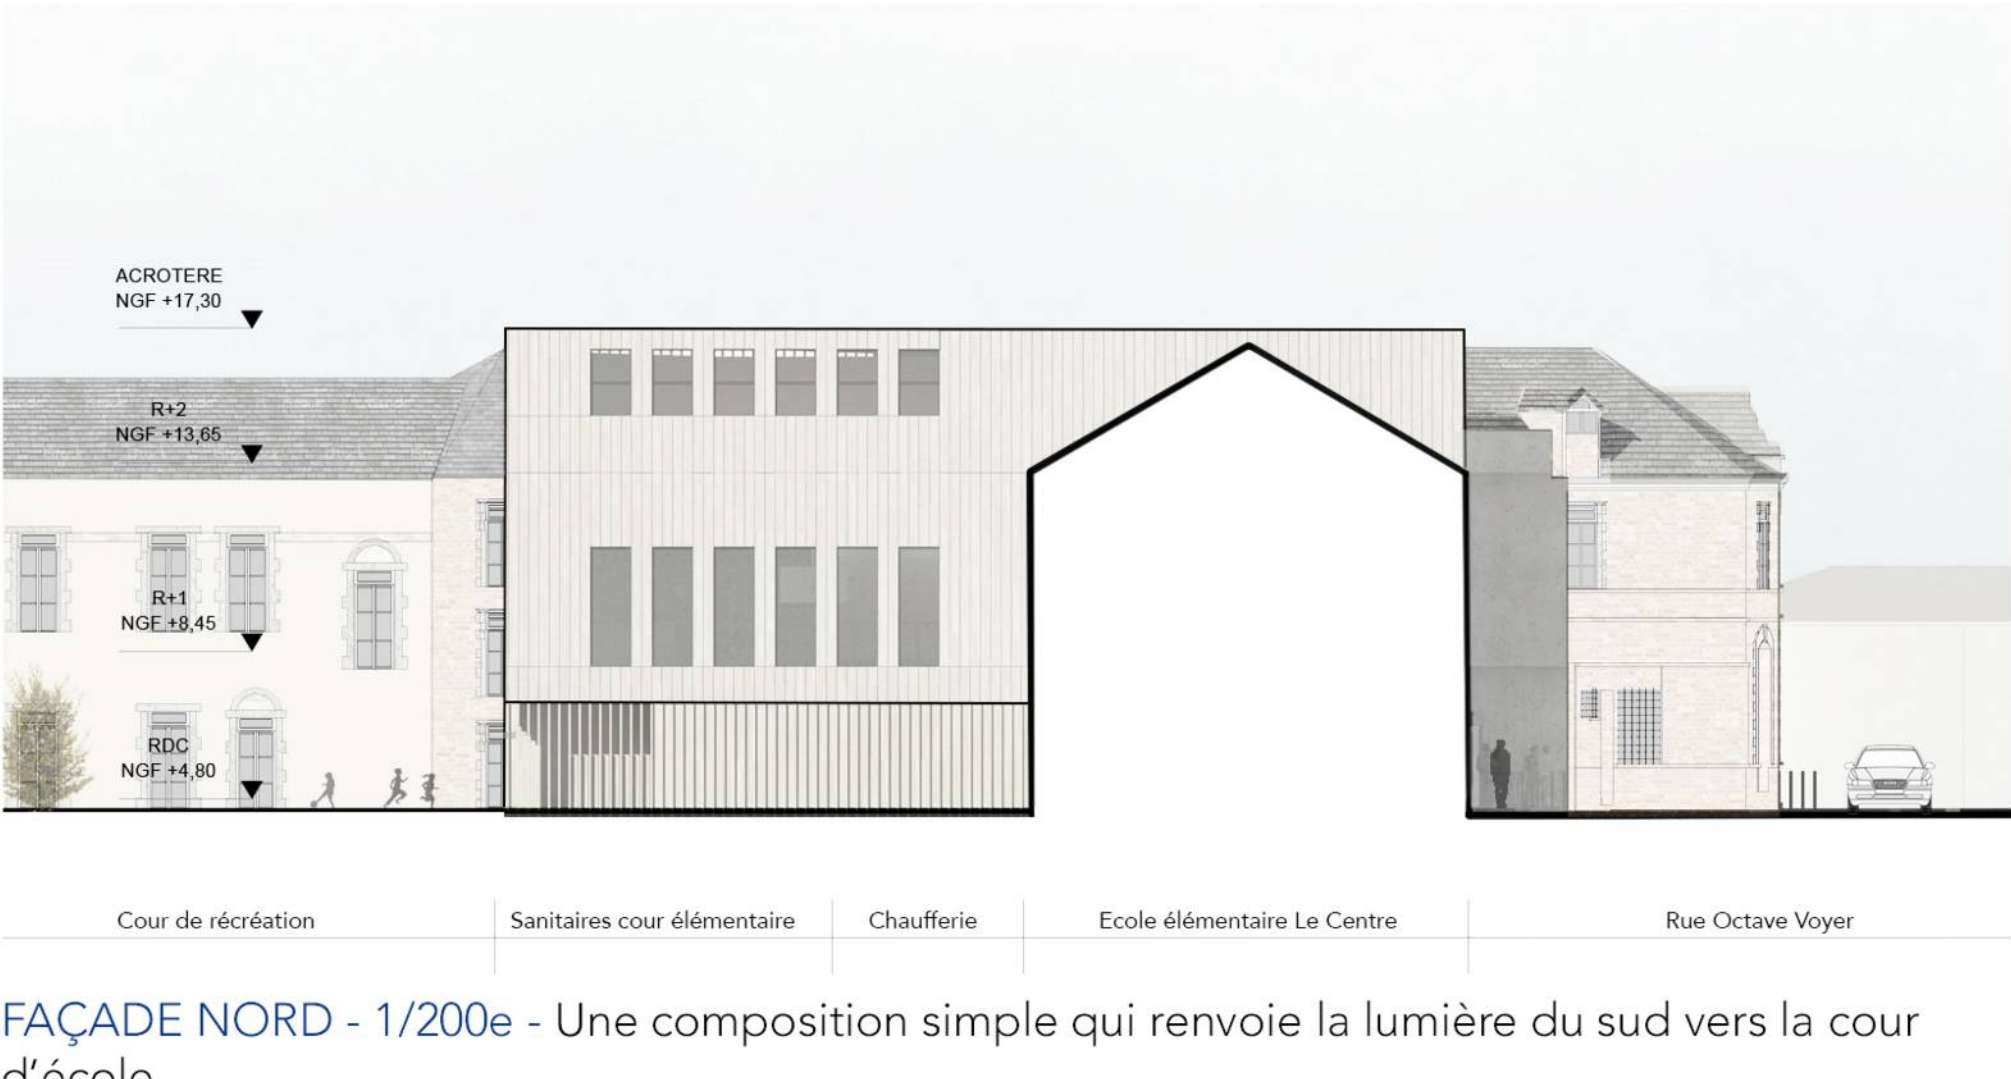 ACROTERE
NGF +17,30
R+2
NGF +13,65
R+1
NGF +8,45
RDC
NGF +4,80
Cour de récréation
Sanitaires cour élémentaire
Chaufferie
Ecole élémentaire Le Centre
Rue Octave Voyer
FAÇADE NORD - 1/200e - Une composition simple qui renvoie la lumière du sud vers la cour
d'école